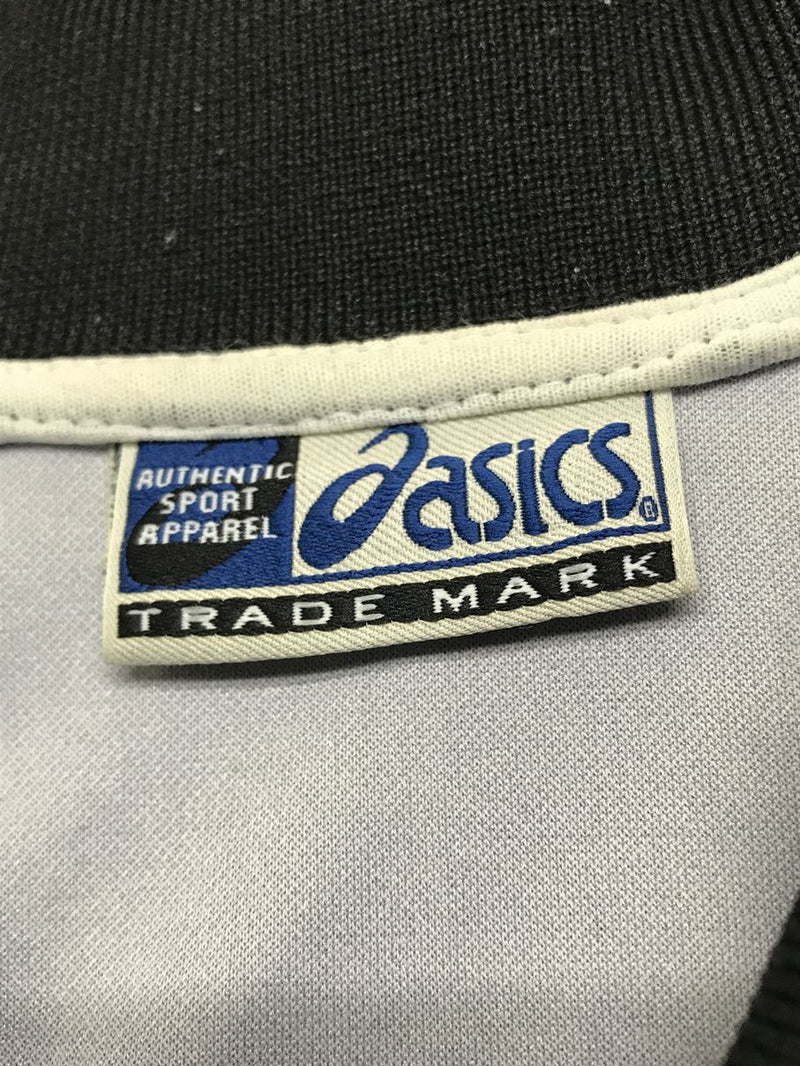 AUTHENTIC
SPORT
APPAREL
asics®
TRADE MARK